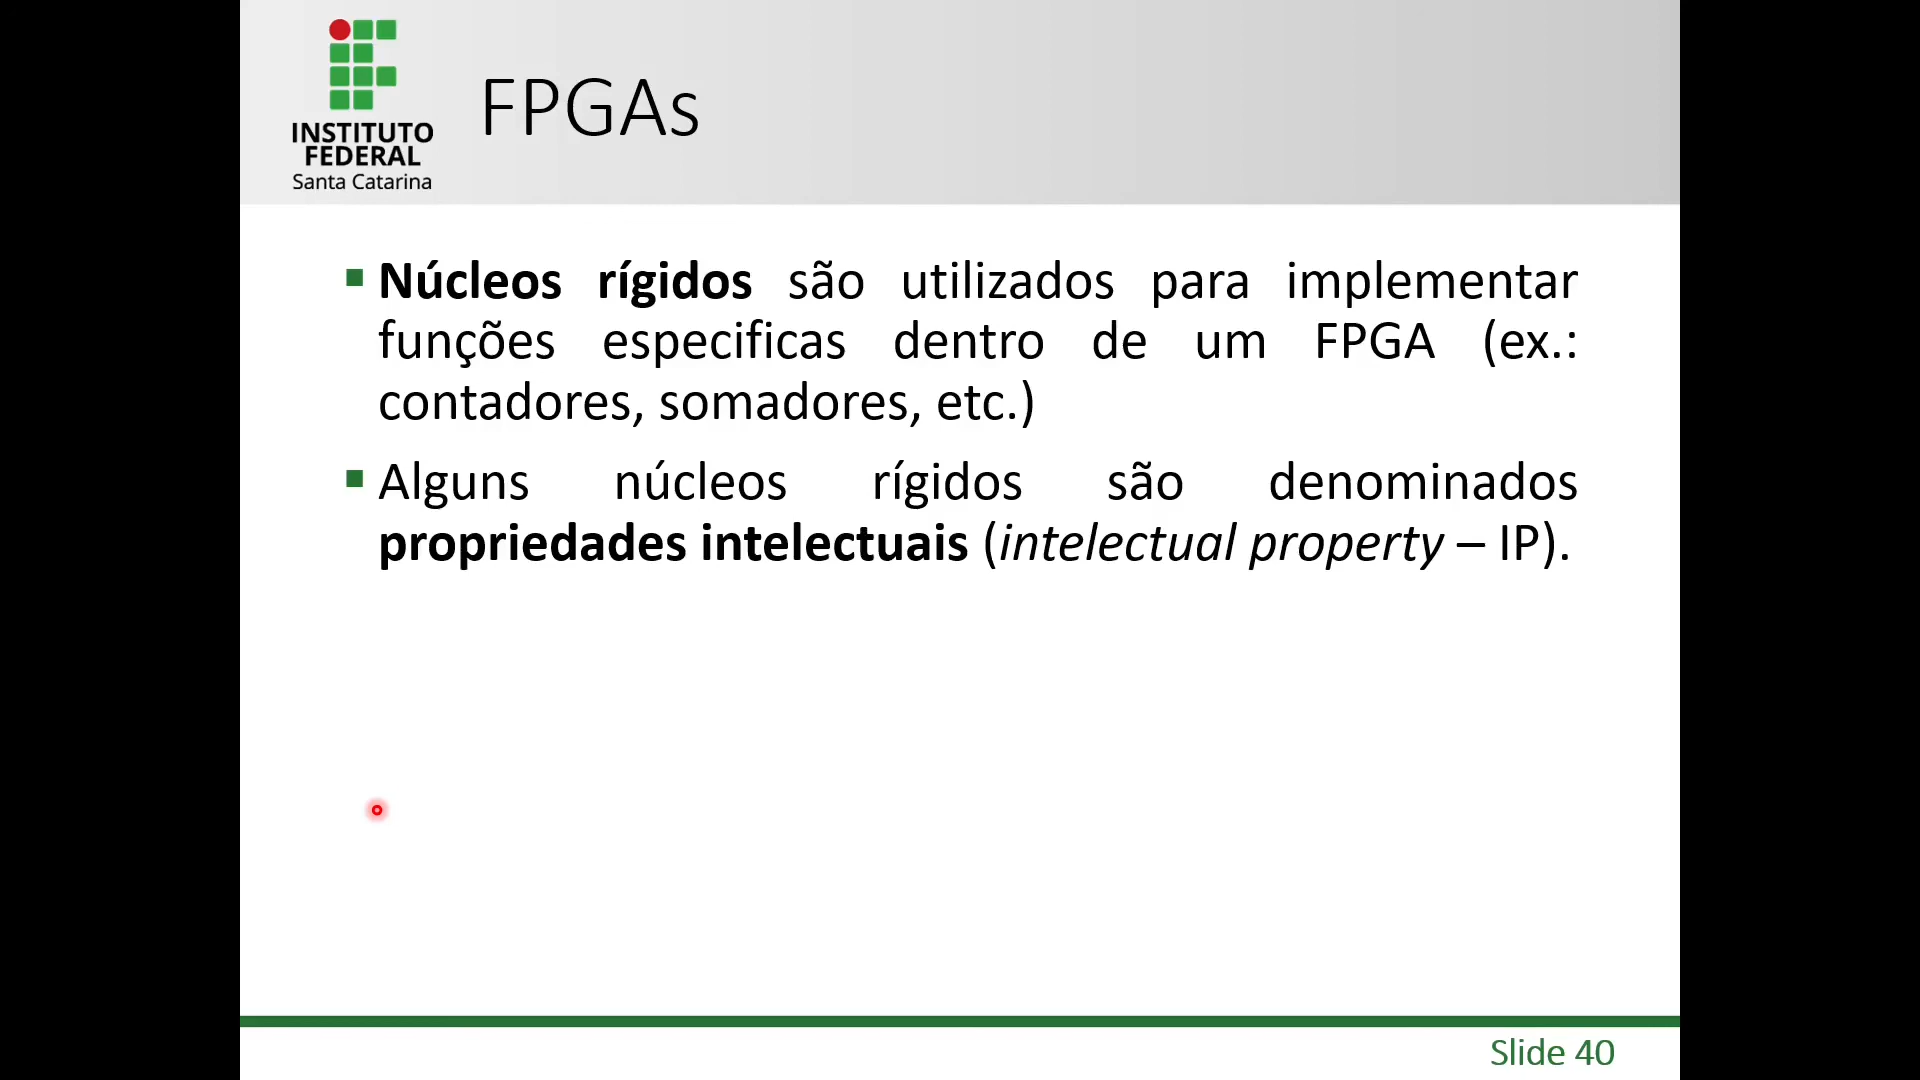 INSTITUTO
FEDERAL
Santa Catarina
FPGAs
Núcleos rígidos são utilizados para implementar
funções especificas dentro de um FPGA (ex.:
contadores, somadores, etc.)
Alguns núcleos rígidos são denominados
propriedades intelectuais (intelectual property – IP).
Slide 40